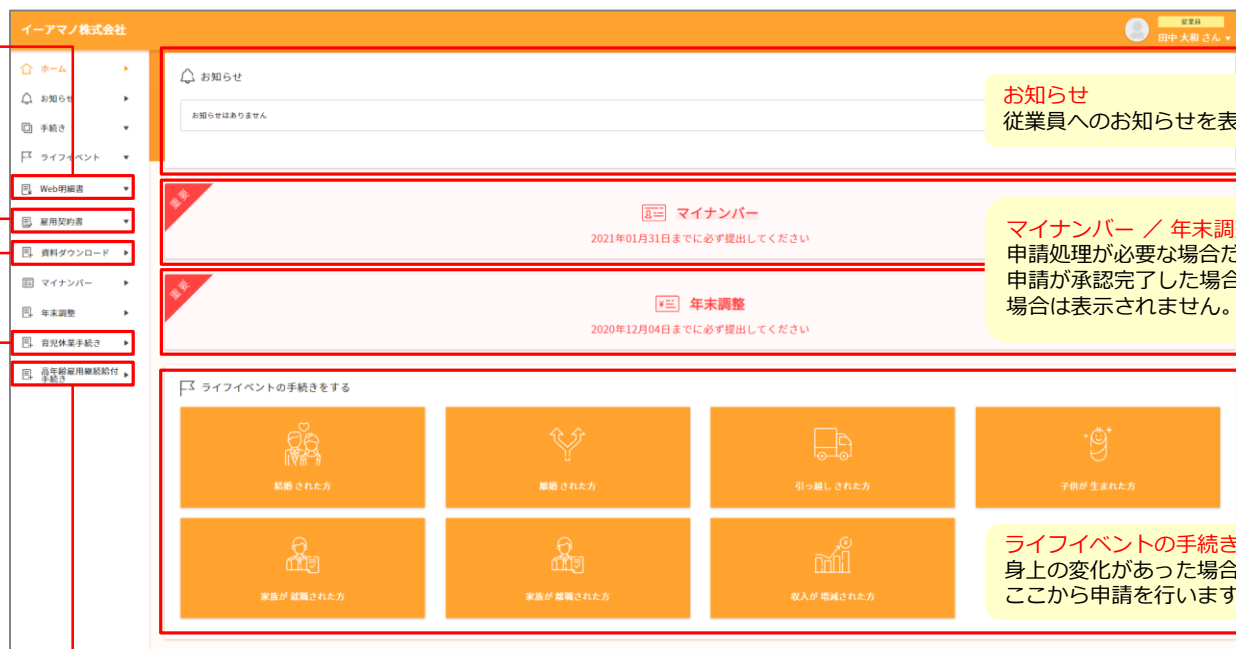 イーアマノ株式会社
従業員
田中 大和 さん
ホーム
お知らせ
手続き
ライフイベント
Web明細書
雇用契約書
資料ダウンロード
マイナンバー
年末調整
育児休業手続き
高年齢雇用継続給付
手続き
お知らせ
お知らせはありません
お知らせ
従業員へのお知らせを表
重要
マイナンバー
2021年01月31日までに必ず提出してください
重要
年末調整
2020年12月04日までに必ず提出してください
マイナンバー ／ 年末調
申請処理が必要な場合だ
申請が承認完了した場合
場合は表示されません。
ライフイベントの手続きをする
結婚 された方
離婚 された方
引っ越し された方
子供が 生まれた方
家族が 就職された方
家族が 離職された方
収入が 増減された方
ライフイベントの手続き
身上の変化があった場合
ここから申請を行います